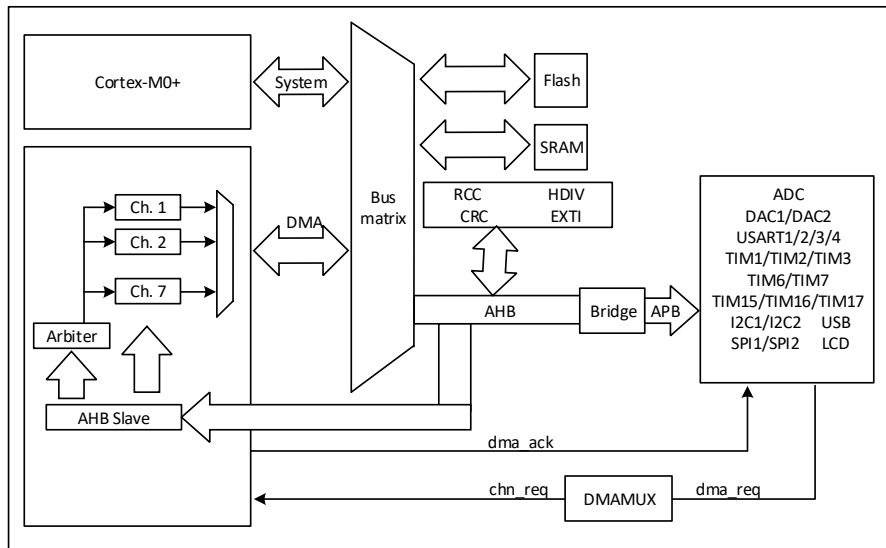 Cortex-M0+
System
Bus
matrix
Flash
SRAM
RCC HDIV
CRC EXTI
Ch. 1
Ch. 2
Ch. 7
DMA
Arbiter
AHB Slave
AHB
Bridge
APB
ADC
DAC1/DAC2
USART1/2/3/4
TIM1/TIM2/TIM3
TIM6/TIM7
TIM15/TIM16/TIM17
I2C1/I2C2 USB
SPI1/SPI2 LCD
dma_ack
chn_req
DMAMUX
dma_req